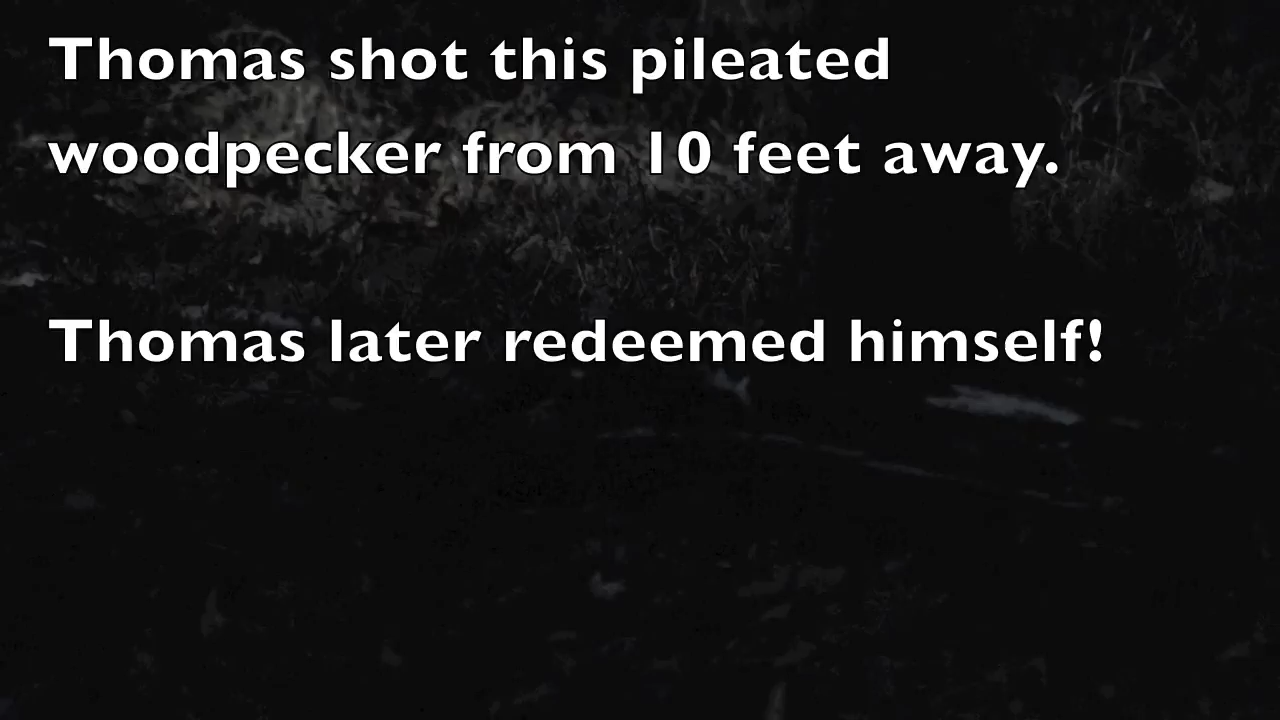 Thomas shot this pileated
woodpecker from 10 feet away.
Thomas later redeemed himself!